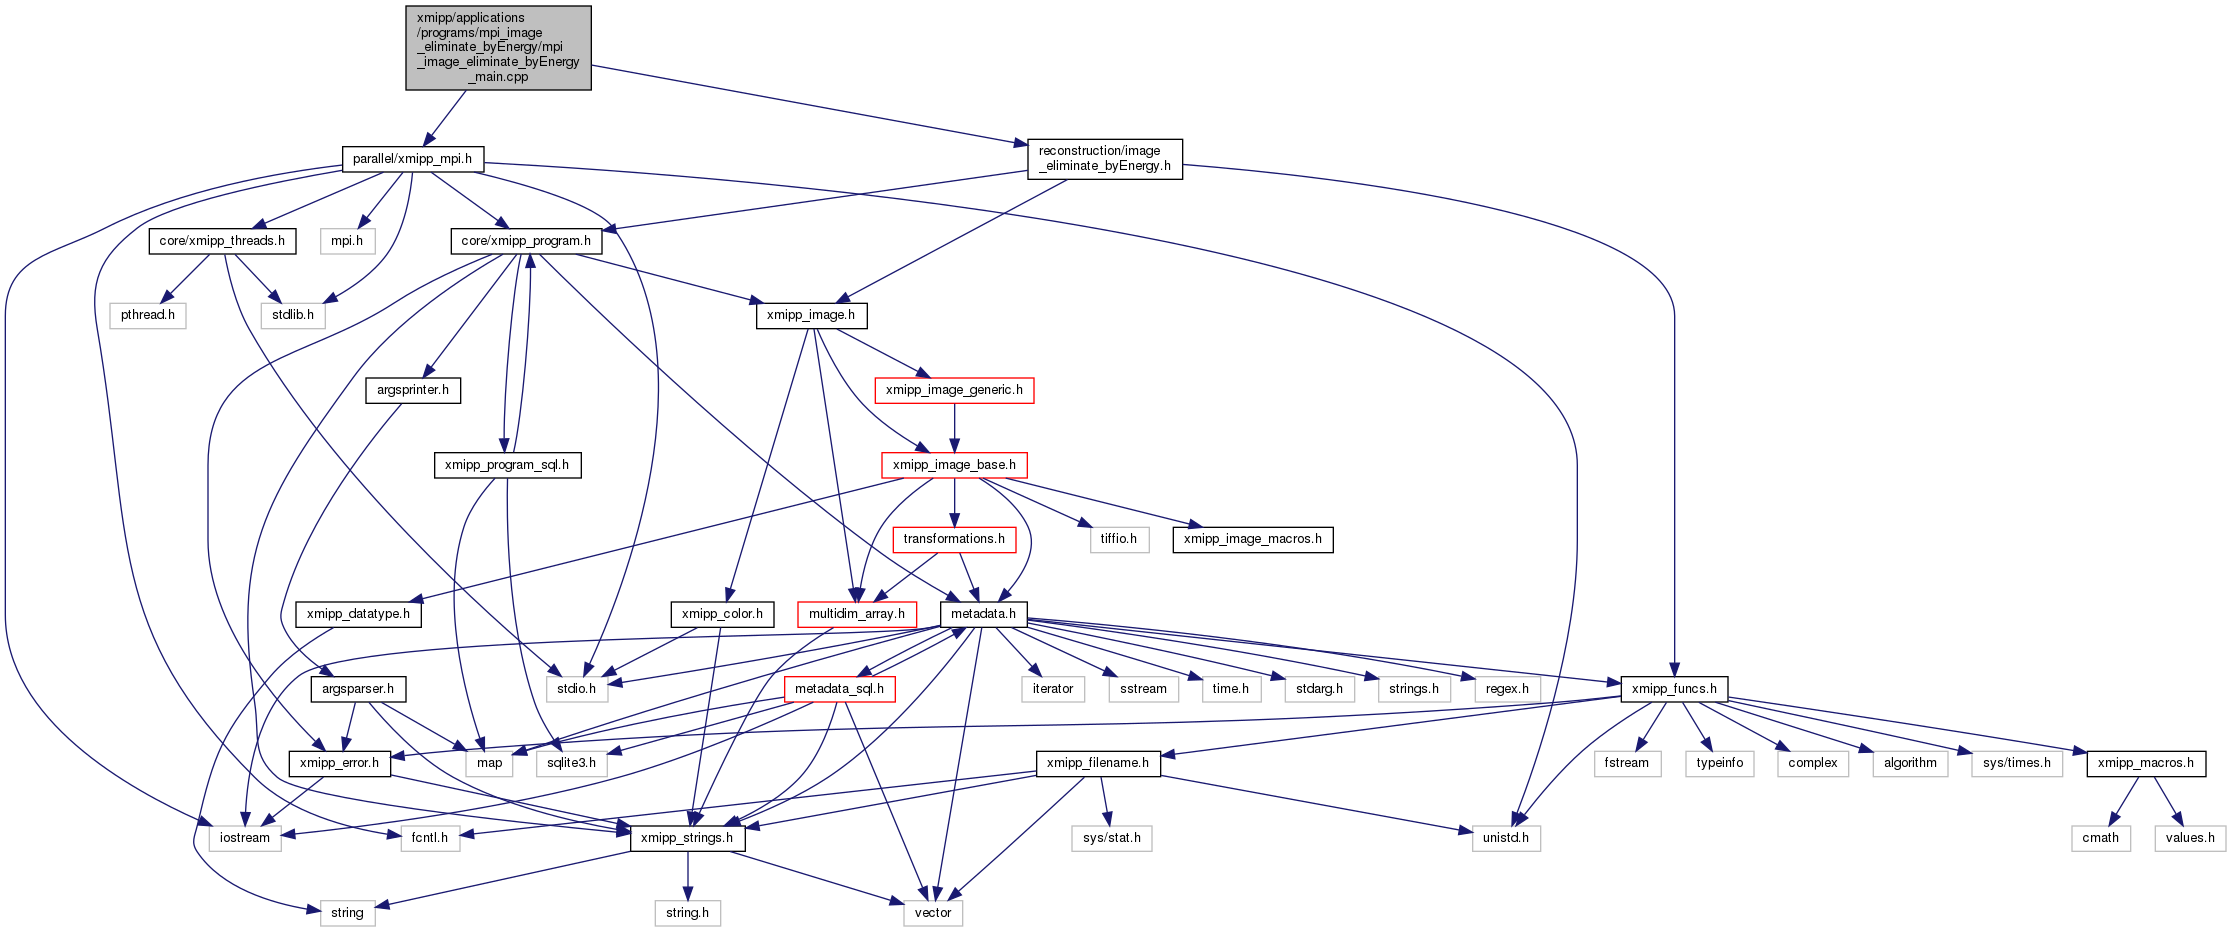 xmipp/applications
/programs/mpi_image
_eliminate_byEnergy/mpi
_image_eliminate_byEnergy
_main.cpp
parallel/xmipp_mpi.h
reconstruction/image
_eliminate_byEnergy.h
core/xmipp_threads.h
mpi.h
core/xmipp_program.h
pthread.h
stdlib.h
xmipp_image.h
argsprinter.h
xmipp_image_generic.h
xmipp_program_sql.h
xmipp_image_base.h
transformations.h
tiffio.h
xmipp_image_macros.h
xmipp_datatype.h
xmipp_color.h
multidim_array.h
metadata.h
argsparser.h
stdio.h
metadata_sql.h
iterator
sstream
time.h
stdarg.h
strings.h
regex.h
xmipp_funcs.h
xmipp_error.h
map
sqlite3.h
xmipp_filename.h
fstream
typeinfo
complex
algorithm
sys/times.h
xmipp_macros.h
iostream
fcntl.h
xmipp_strings.h
sys/stat.h
unistd.h
cmath
values.h
string
string.h
vector